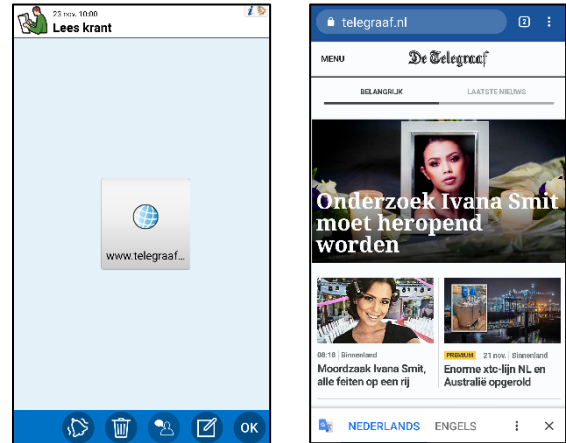 23 nov. 10:00
Lees krant
www.telegraaf...
OK
telegraaf.nl
2
MENU
De Telegraaf
BELANGRIJK
LAATSTE NIEUWS
Onderzoek Ivana Smit
moet heropend
worden
08:18 | Binnenland
Moordzaak Ivana Smit,
alle feiten op een rij
PREMIUM 21 nov. | Binnenland
Enorme xtc-lijn NL en
Australië opgerold
NEDERLANDS
ENGELS